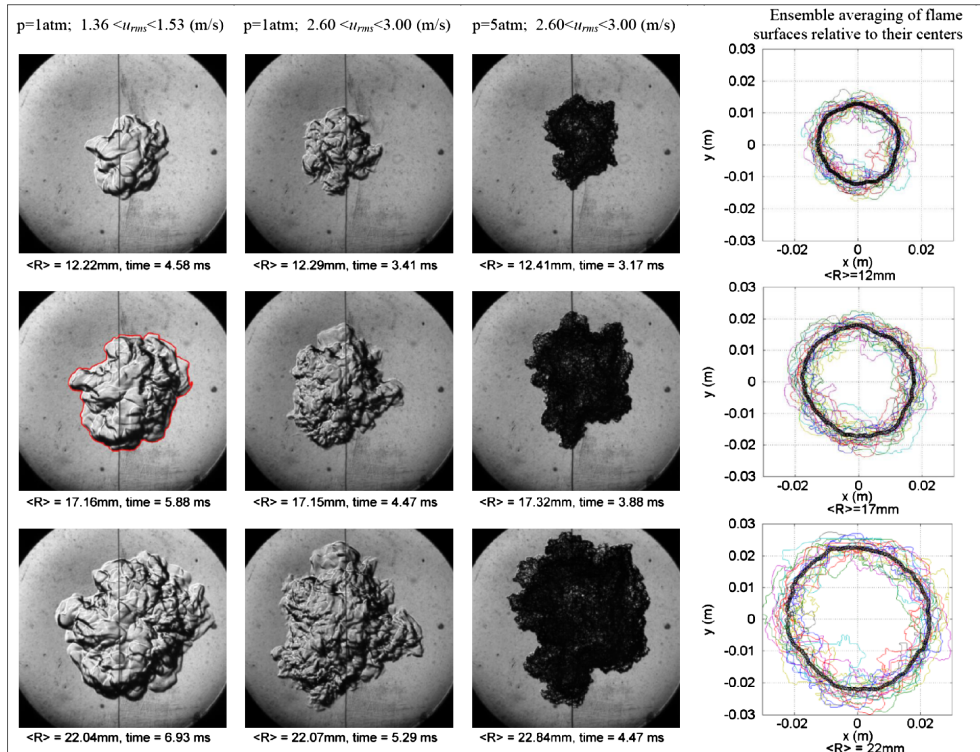 p=1atm; 1.36 <u_rms<1.53 (m/s)
p=1atm; 2.60 <u_rms<3.00 (m/s)
p=5atm; 2.60<u_rms<3.00 (m/s)
Ensemble averaging of flame
surfaces relative to their centers
<R> = 12.22mm, time = 4.58 ms
<R> = 12.29mm, time = 3.41 ms
<R> = 12.41mm, time = 3.17 ms
0.03
0.02
0.01
0
-0.01
-0.02
-0.03
y (m)
-0.02
0
0.02
x (m)
<R>=12mm
<R> = 17.16mm, time = 5.88 ms
<R> = 17.15mm, time = 4.47 ms
<R> = 17.32mm, time = 3.88 ms
0.03
0.02
0.01
0
-0.01
-0.02
-0.03
y (m)
-0.02
0
0.02
x (m)
<R>=17mm
<R> = 22.04mm, time = 6.93 ms
<R> = 22.07mm, time = 5.29 ms
<R> = 22.84mm, time = 4.47 ms
0.03
0.02
0.01
0
-0.01
-0.02
-0.03
y (m)
-0.02
0
0.02
x (m)
<R> = 22mm